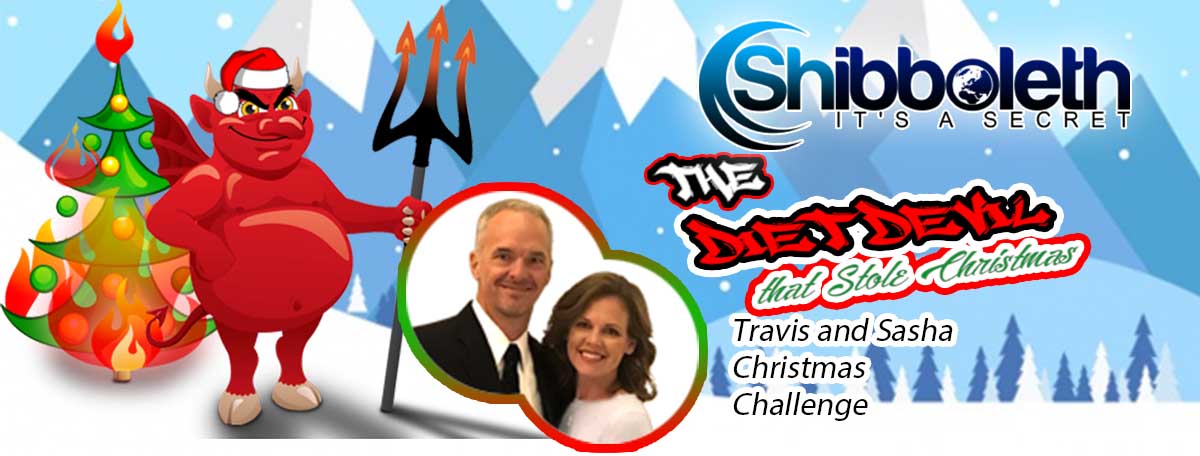 Shibboleth
IT'S A SECRET
THE
DIET DEVIL
that Stole Christmas
Travis and Sasha
Christmas
Challenge